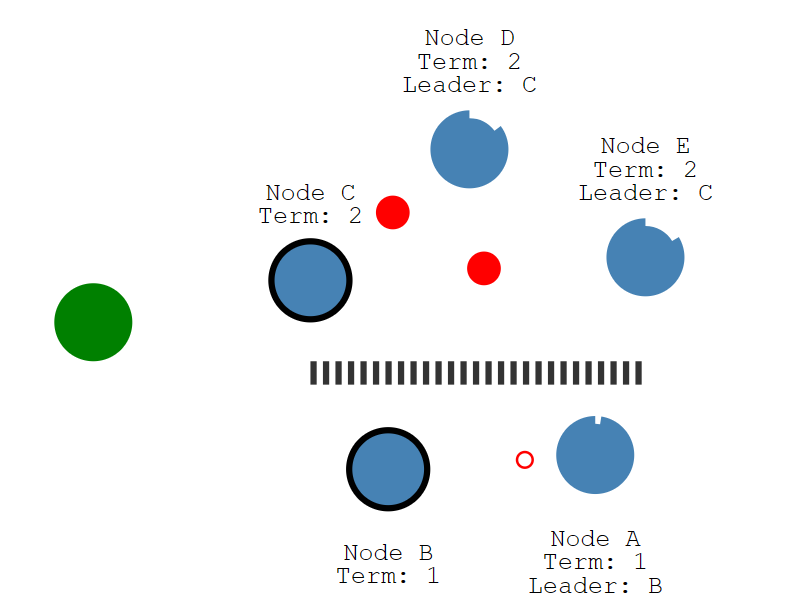 Node D
Term: 2
Leader: C
Node E
Term: 2
Leader: C
Node C
Term: 2
Node B
Term: 1
Node A
Term: 1
Leader: B